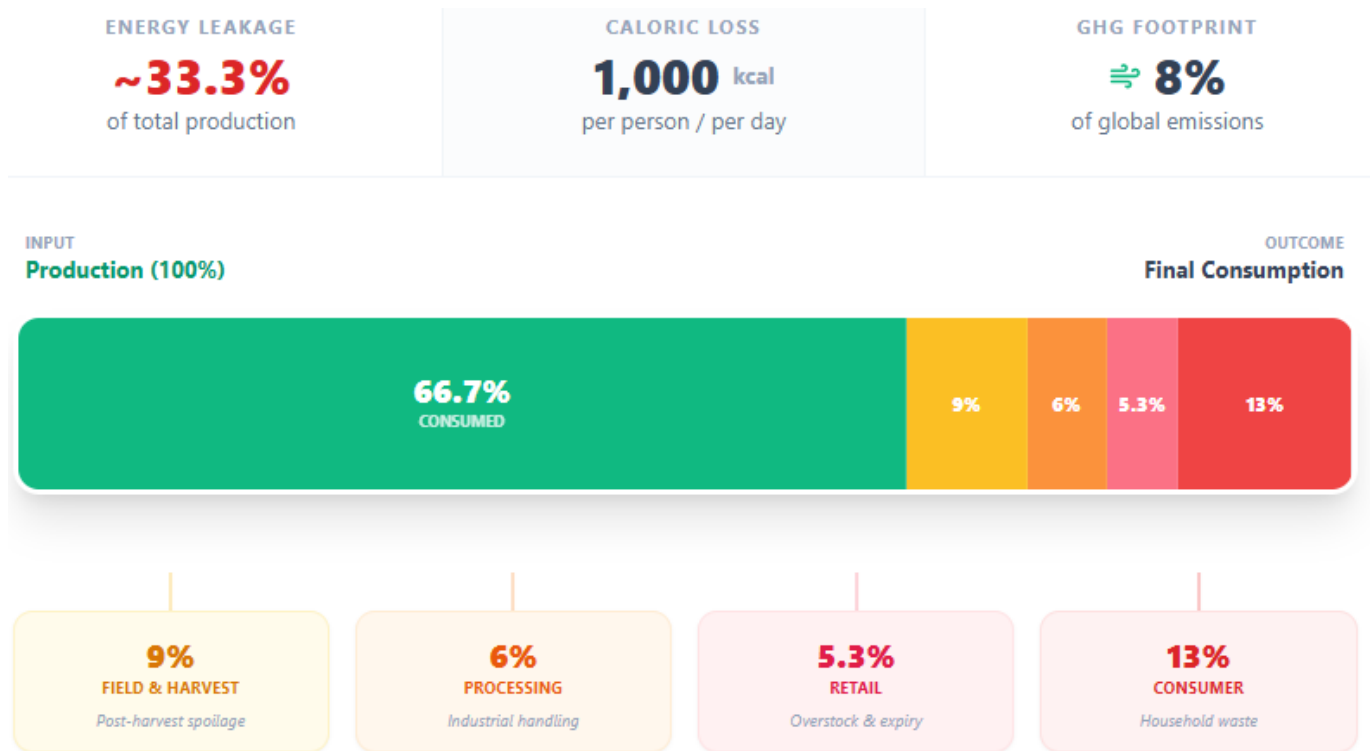 ENERGY LEAKAGE
~33.3%
of total production
CALORIC LOSS
1,000 kcal
per person / per day
GHG FOOTPRINT
8%
of global emissions
INPUT
Production (100%)
OUTCOME
Final Consumption
66.7%
CONSUMED
9%
6%
5.3%
13%
9%
FIELD & HARVEST
Post-harvest spoilage
6%
PROCESSING
Industrial handling
5.3%
RETAIL
Overstock & expiry
13%
CONSUMER
Household waste